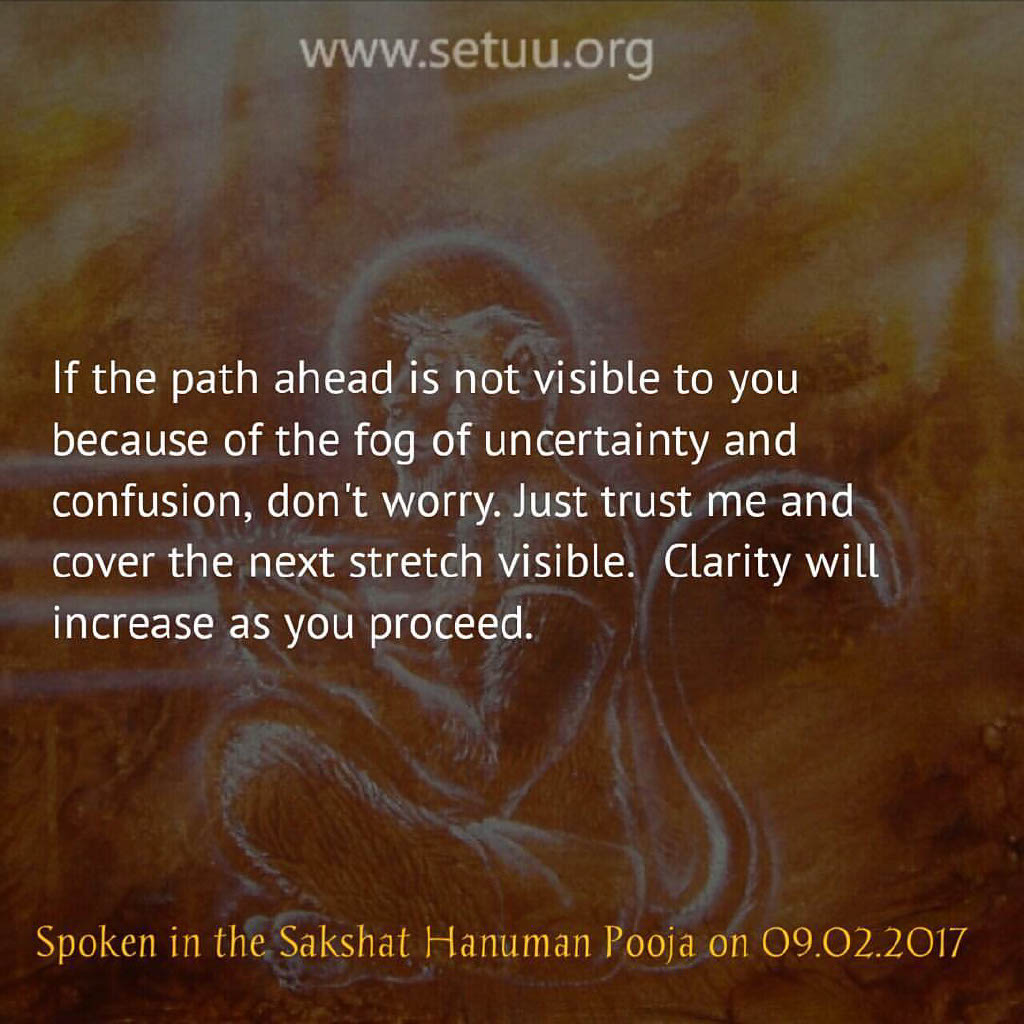 www.setuu.org
If the path ahead is not visible to you
because of the fog of uncertainty and
confusion, don't worry. Just trust me and
cover the next stretch visible.  Clarity will
increase as you proceed.
Spoken in the Sakshat Hanuman Pooja on 09.02.2017